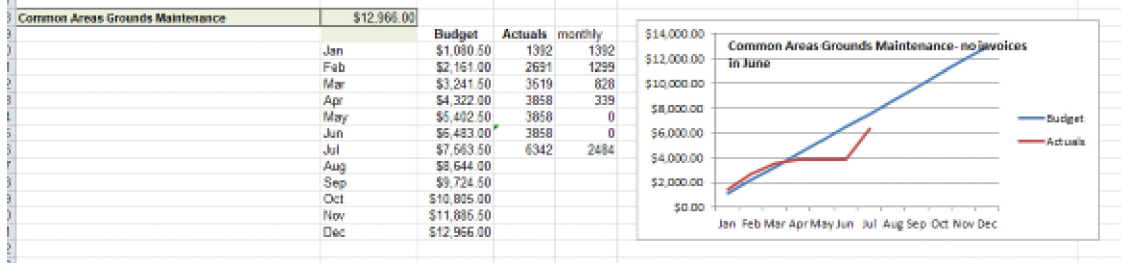 Common Areas Grounds Maintenance $12,966.00
Budget Actuals monthly
Jan $1,080.50 1392 1392
Feb $2,161.00 2691 1299
Mar $3,241.50 3519 828
Apr $4,322.00 3858 339
May $5,402.50 3858 0
Jun $6,483.00 3858 0
Jul $7,563.50 6342 2484
Aug $8,644.00
Sep $9,724.50
Oct $10,805.00
Nov $11,885.50
Dec $12,966.00
Common Areas Grounds Maintenance- no invoices
in June
$14,000.00
$12,000.00
$10,000.00
$8,000.00
$6,000.00
$4,000.00
$2,000.00
$0.00
Jan Feb Mar Apr May Jun Jul Aug Sep Oct Nov Dec
Budget
Actuals